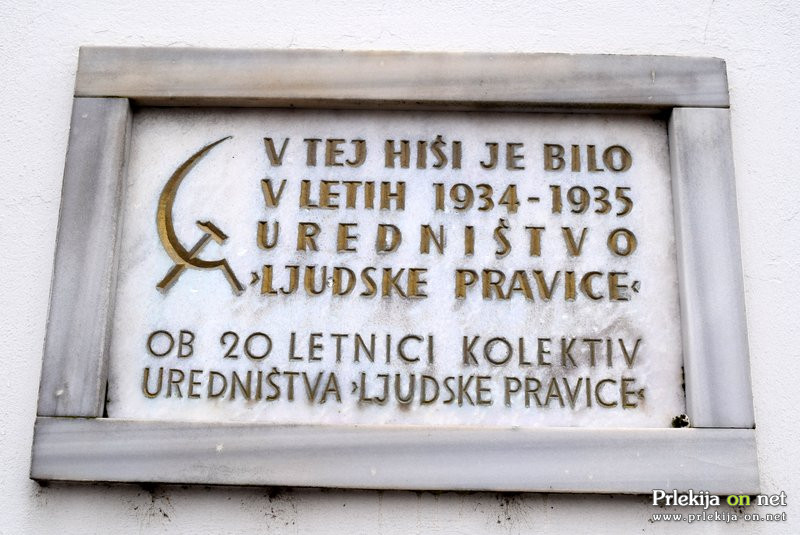 V TEJ HIŠI JE BILO
V LETIH 1934-1935
UREDNIŠTVO
›LJUDSKE PRAVICE‹
OB 20 LETNICI KOLEKTIV
UREDNIŠTVA ›LJUDSKE PRAVICE‹
Prlekija on net
www.prlekija-on.net